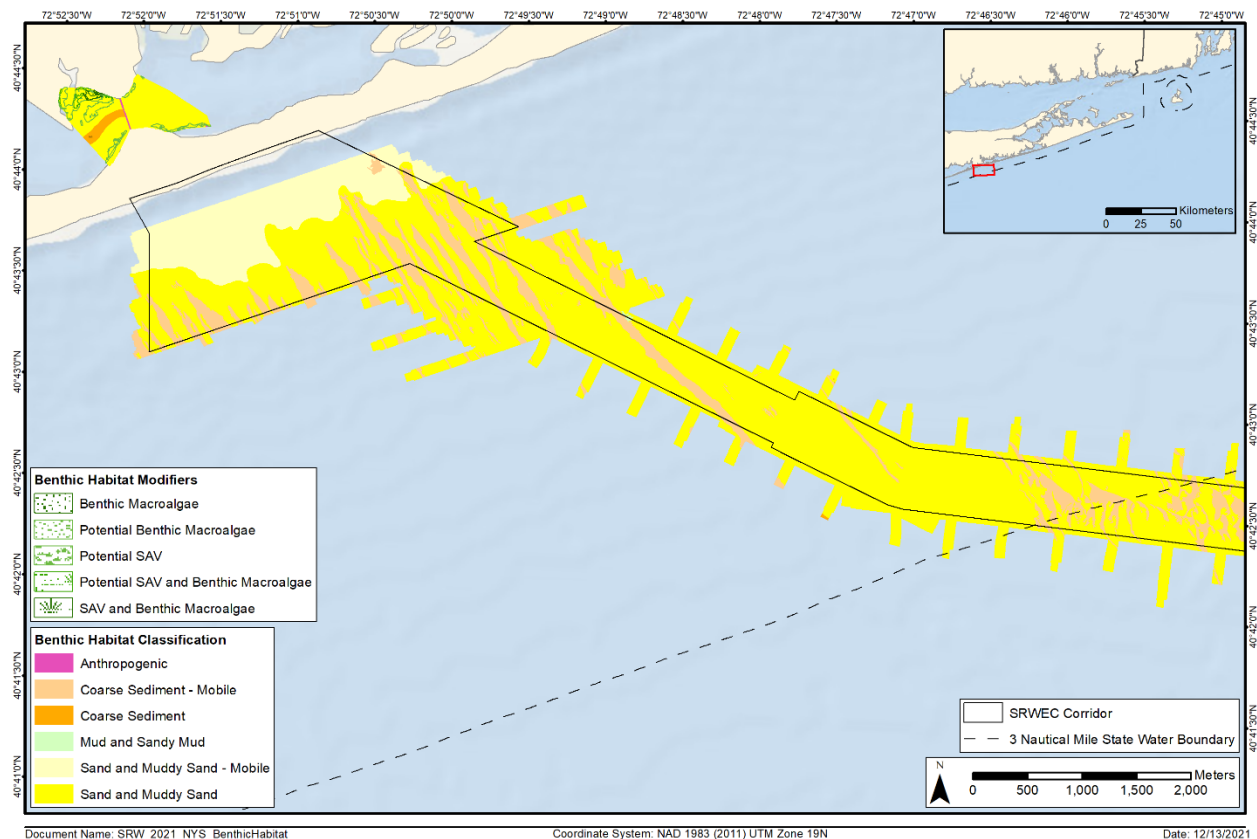 72°52'30"W 72°52'0"W 72°51'30"W 72°51'0"W 72°50'30"W 72°50'0"W 72°49'30"W 72°49'0"W 72°48'30"W 72°48'0"W 72°47'30"W 72°47'0"W 72°46'30"W 72°46'0"W 72°45'30"W 72°45'0"W
40°44'30"N
40°44'0"N
40°43'30"N
40°43'0"N
40°42'30"N
40°42'0"N
40°41'30"N
40°41'0"N
Kilometers
0 25 50
40°44'30"N
40°44'0"N
40°43'30"N
40°43'0"N
40°42'30"N
40°42'0"N
40°41'30"N
Benthic Habitat Modifiers
Benthic Macroalgae
Potential Benthic Macroalgae
Potential SAV
Potential SAV and Benthic Macroalgae
SAV and Benthic Macroalgae
Benthic Habitat Classification
Anthropogenic
Coarse Sediment - Mobile
Coarse Sediment
Mud and Sandy Mud
Sand and Muddy Sand - Mobile
Sand and Muddy Sand
SRWEC Corridor
3 Nautical Mile State Water Boundary
N
Meters
0 500 1,000 1,500 2,000
Document Name: SRW_2021_NYS_BenthicHabitat
Coordinate System: NAD 1983 (2011) UTM Zone 19N
Date: 12/13/2021